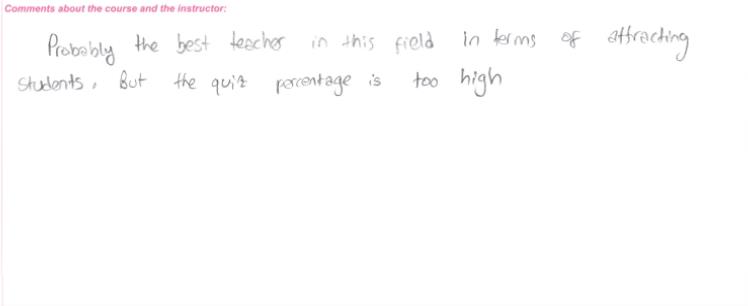 Comments about the course and the instructor:
Probably the best teacher in this field in terms of attracting
students, But the quiz percentage is too high